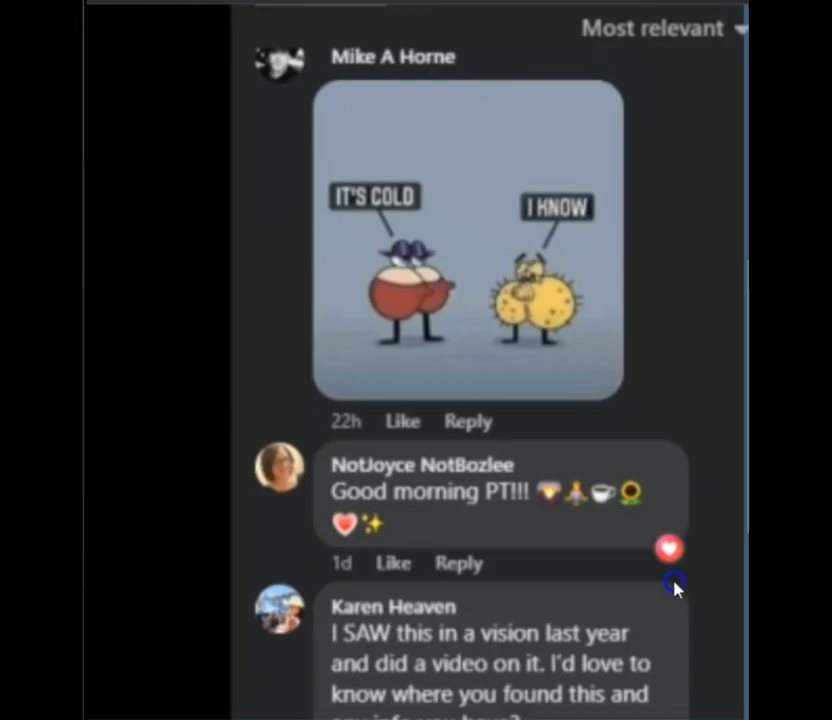 Most relevant
Mike A Horne
IT'S COLD
I KNOW
22h Like Reply
NotJoyce NotBozlee
Good morning PT!!! 🌄🧘☕🌻
❤️✨
1d Like Reply
Karen Heaven
I SAW this in a vision last year
and did a video on it. I'd love to
know where you found this and